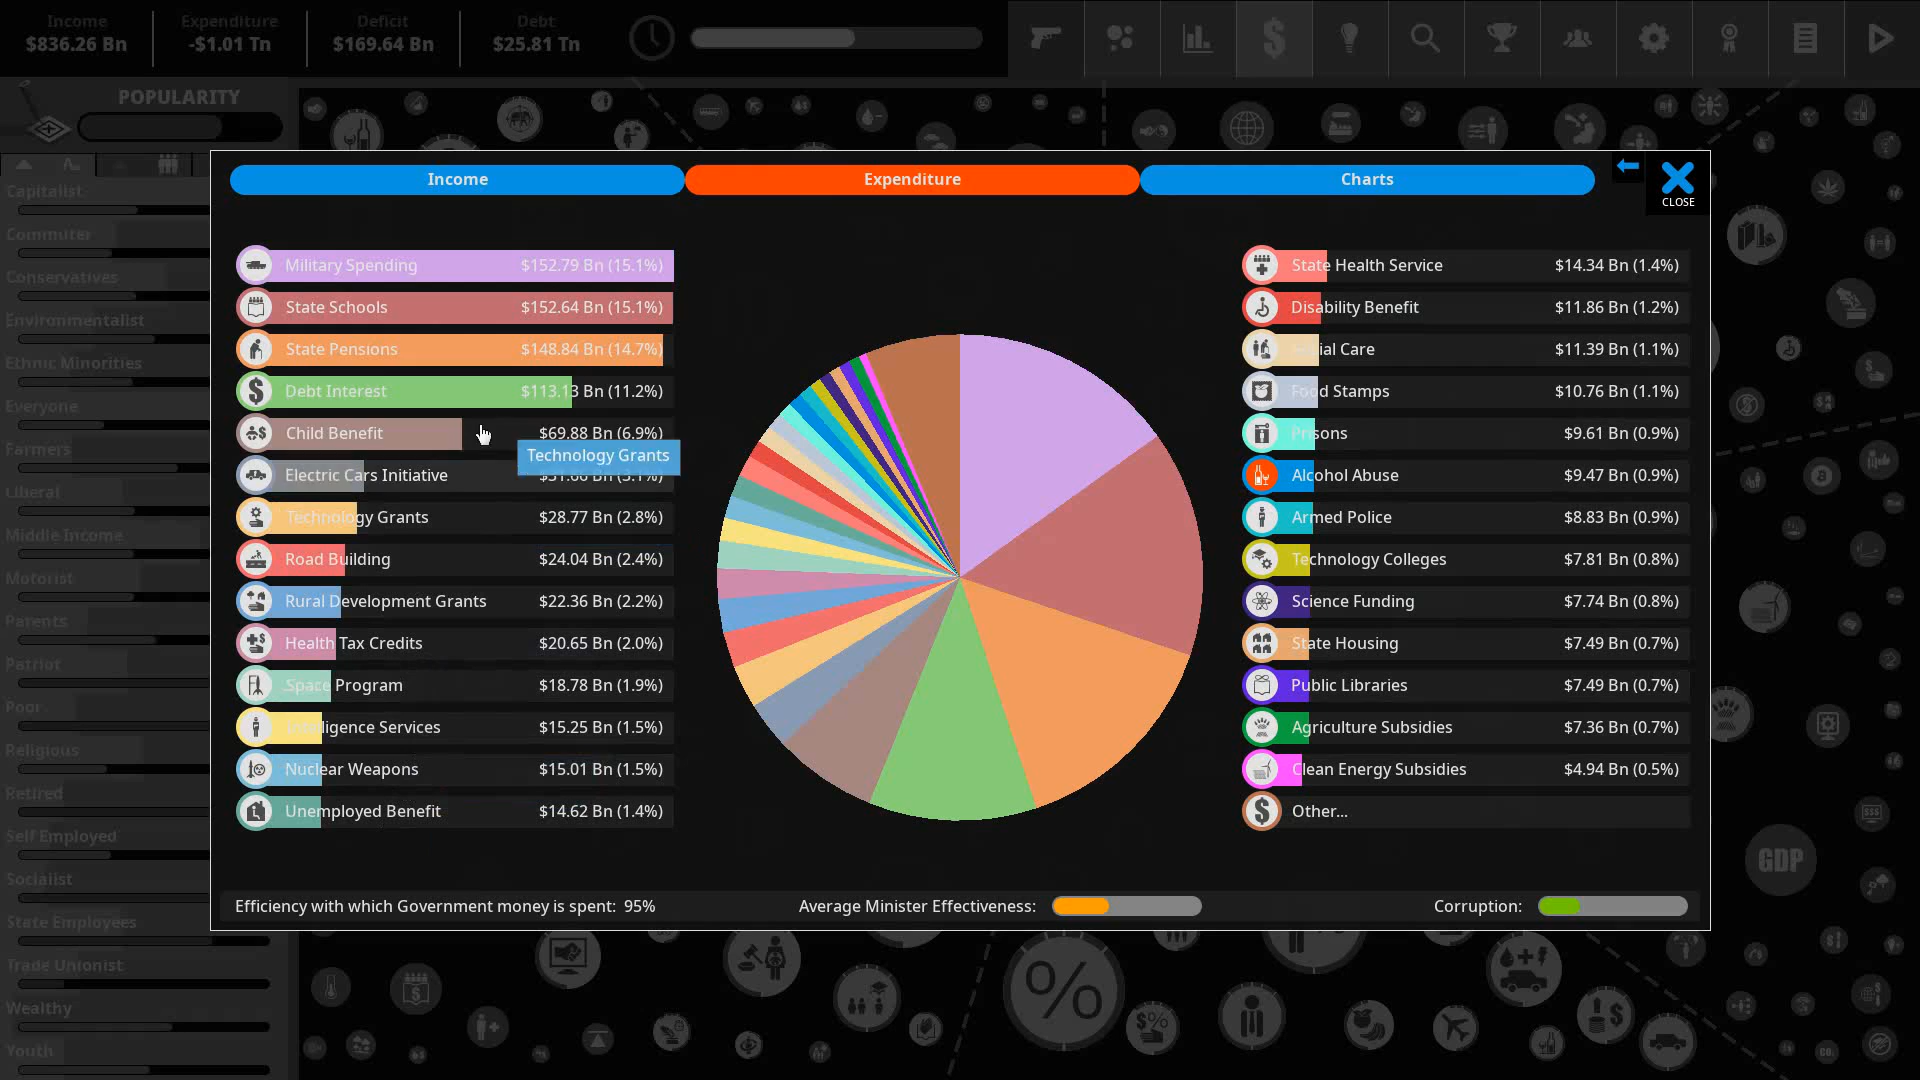 Income
$836.26 Bn
Expenditure
-$1.01 Tn
Deficit
$169.64 Bn
Debt
$25.81 Tn
POPULARITY
Capitalist
Commuter
Conservatives
Environmentalist
Ethnic Minorities
Everyone
Farmers
Liberal
Middle Income
Motorist
Parents
Patriot
Poor
Religious
Retired
Self Employed
Socialist
State Employees
Trade Unionist
Wealthy
Youth
Income
Expenditure
Charts
CLOSE
Military Spending $152.79 Bn (15.1%)
State Schools $152.64 Bn (15.1%)
State Pensions $148.84 Bn (14.7%)
Debt Interest $113.13 Bn (11.2%)
Child Benefit $69.88 Bn (6.9%)
Technology Grants
Electric Cars Initiative
Technology Grants $28.77 Bn (2.8%)
Road Building $24.04 Bn (2.4%)
Rural Development Grants $22.36 Bn (2.2%)
Health Tax Credits $20.65 Bn (2.0%)
Space Program $18.78 Bn (1.9%)
Intelligence Services $15.25 Bn (1.5%)
Nuclear Weapons $15.01 Bn (1.5%)
Unemployed Benefit $14.62 Bn (1.4%)
State Health Service $14.34 Bn (1.4%)
Disability Benefit $11.86 Bn (1.2%)
Social Care $11.39 Bn (1.1%)
Food Stamps $10.76 Bn (1.1%)
Prisons $9.61 Bn (0.9%)
Alcohol Abuse $9.47 Bn (0.9%)
Armed Police $8.83 Bn (0.9%)
Technology Colleges $7.81 Bn (0.8%)
Science Funding $7.74 Bn (0.8%)
State Housing $7.49 Bn (0.7%)
Public Libraries $7.49 Bn (0.7%)
Agriculture Subsidies $7.36 Bn (0.7%)
Clean Energy Subsidies $4.94 Bn (0.5%)
Other...
GDP
Efficiency with which Government money is spent: 95%
Average Minister Effectiveness:
Corruption: